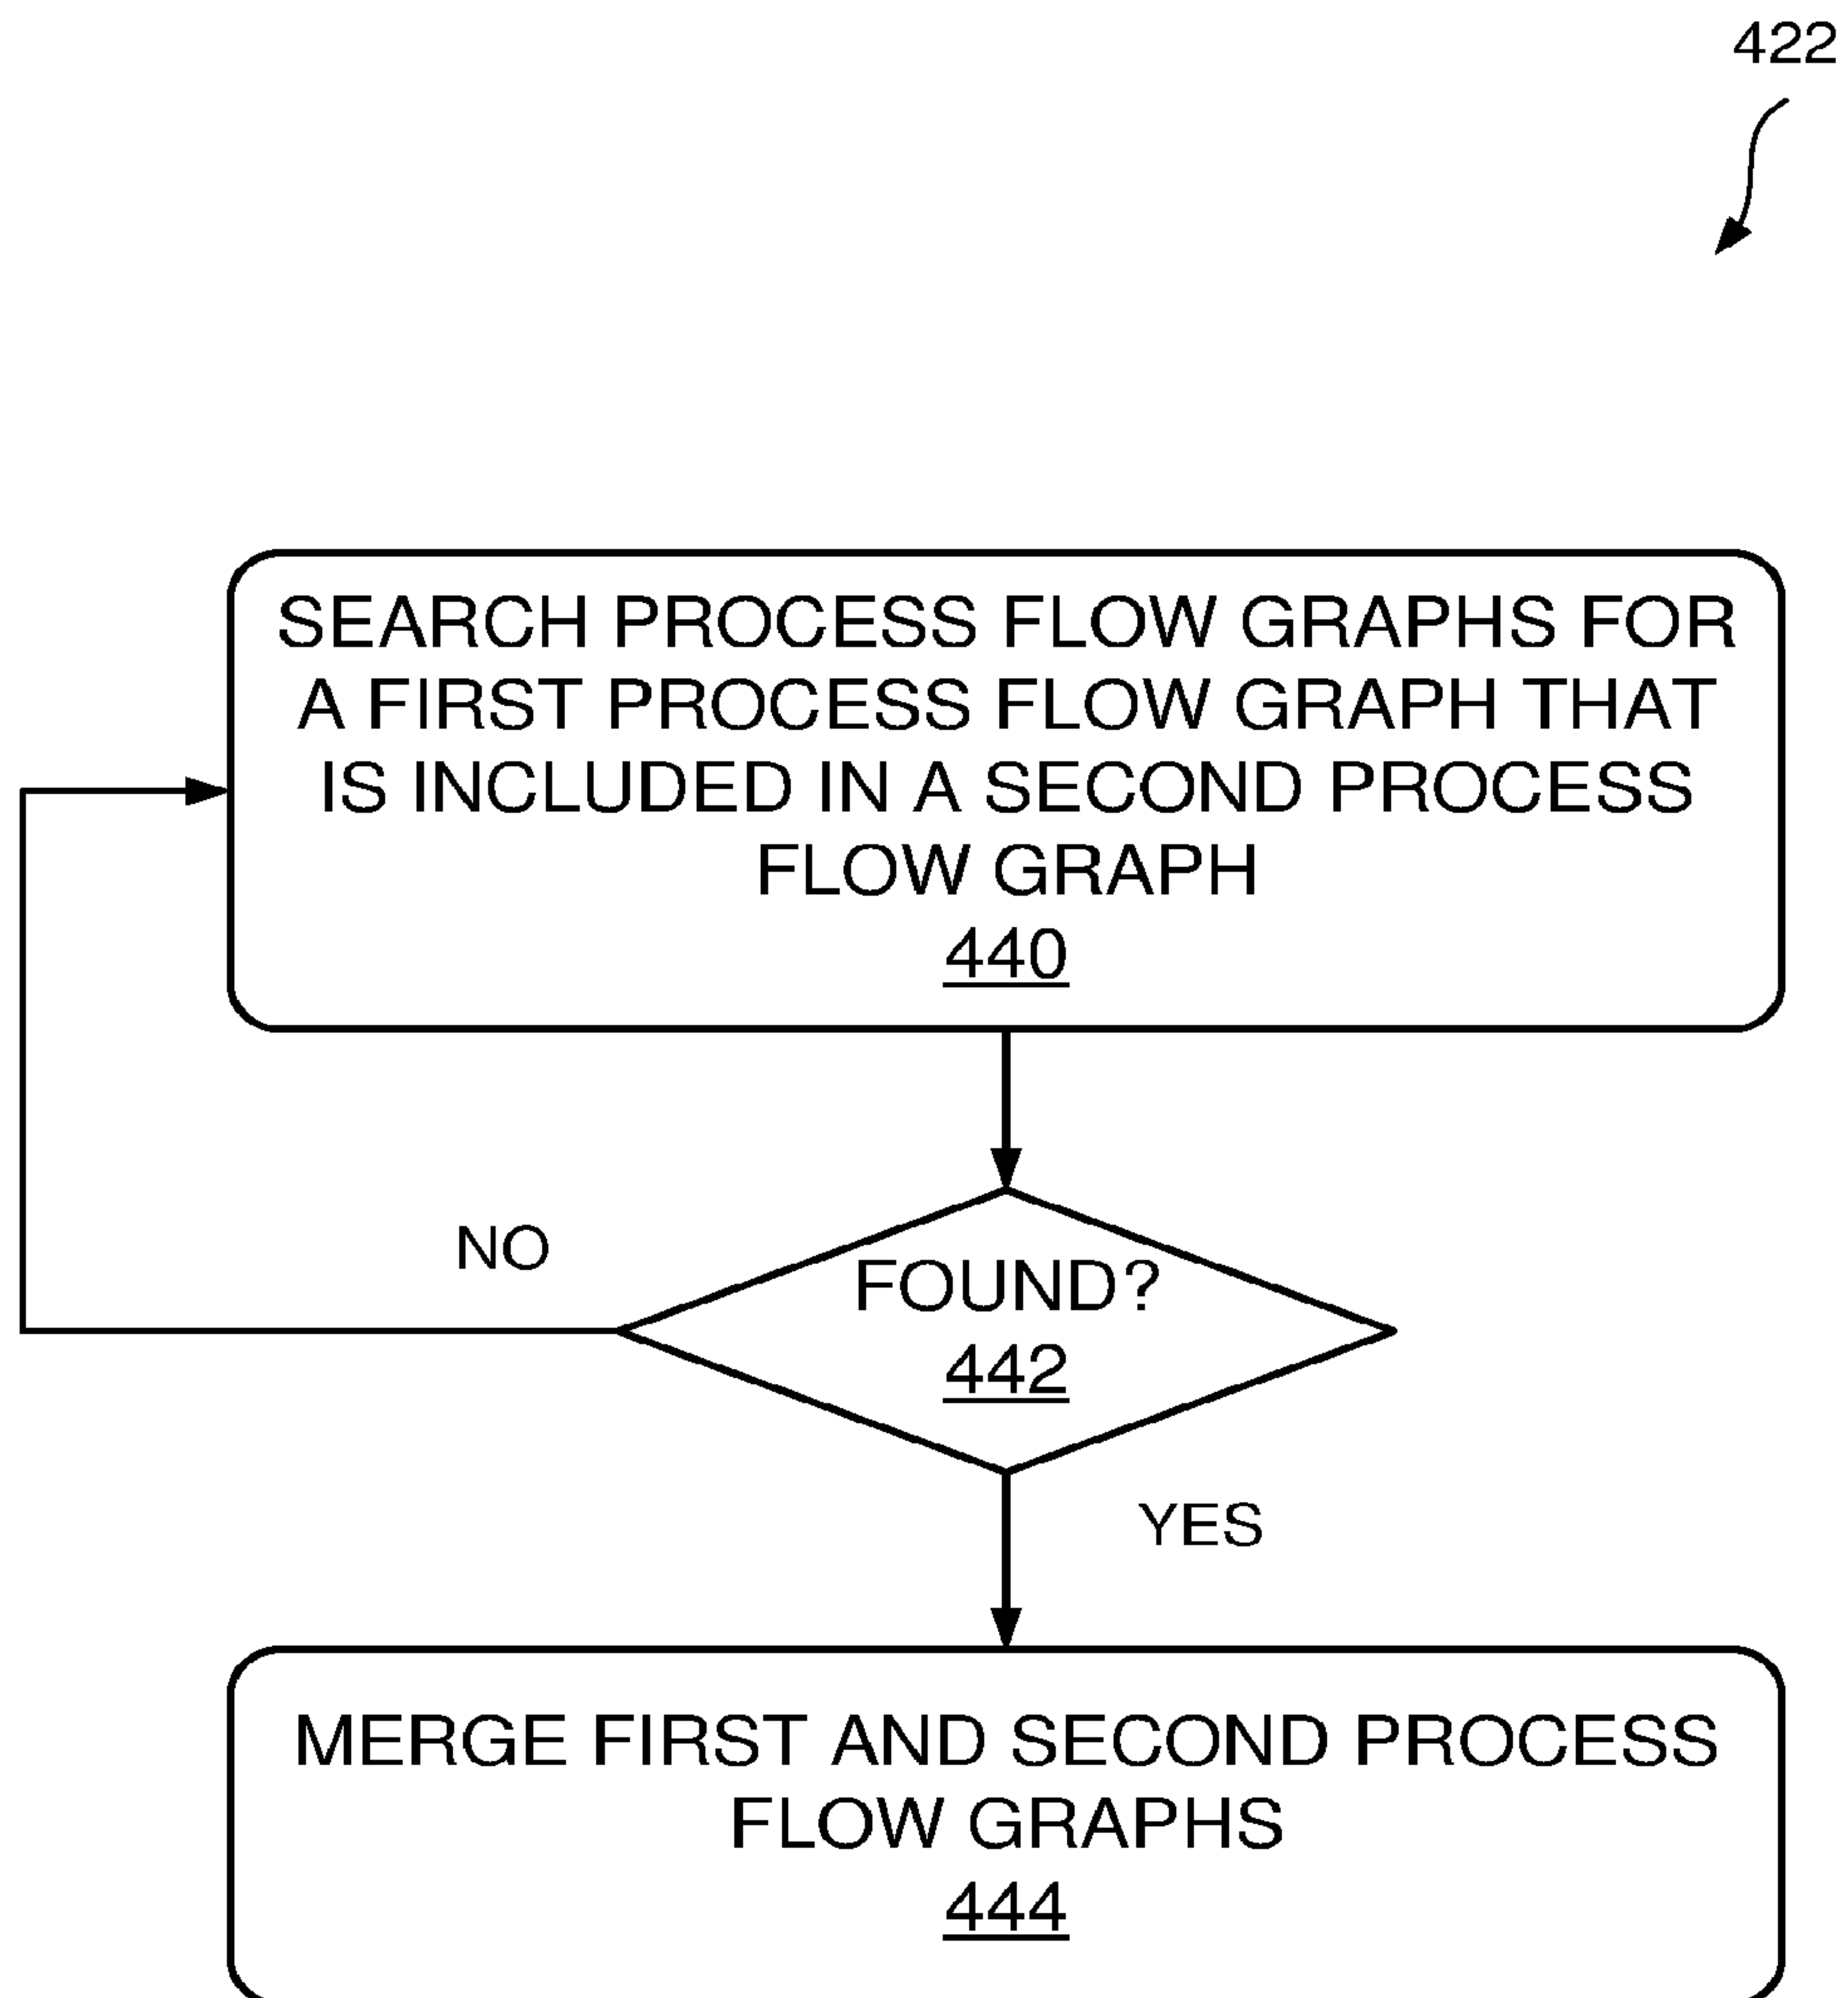 422
SEARCH PROCESS FLOW GRAPHS FOR
A FIRST PROCESS FLOW GRAPH THAT
IS INCLUDED IN A SECOND PROCESS
FLOW GRAPH
440
NO
FOUND?
442
YES
MERGE FIRST AND SECOND PROCESS
FLOW GRAPHS
444